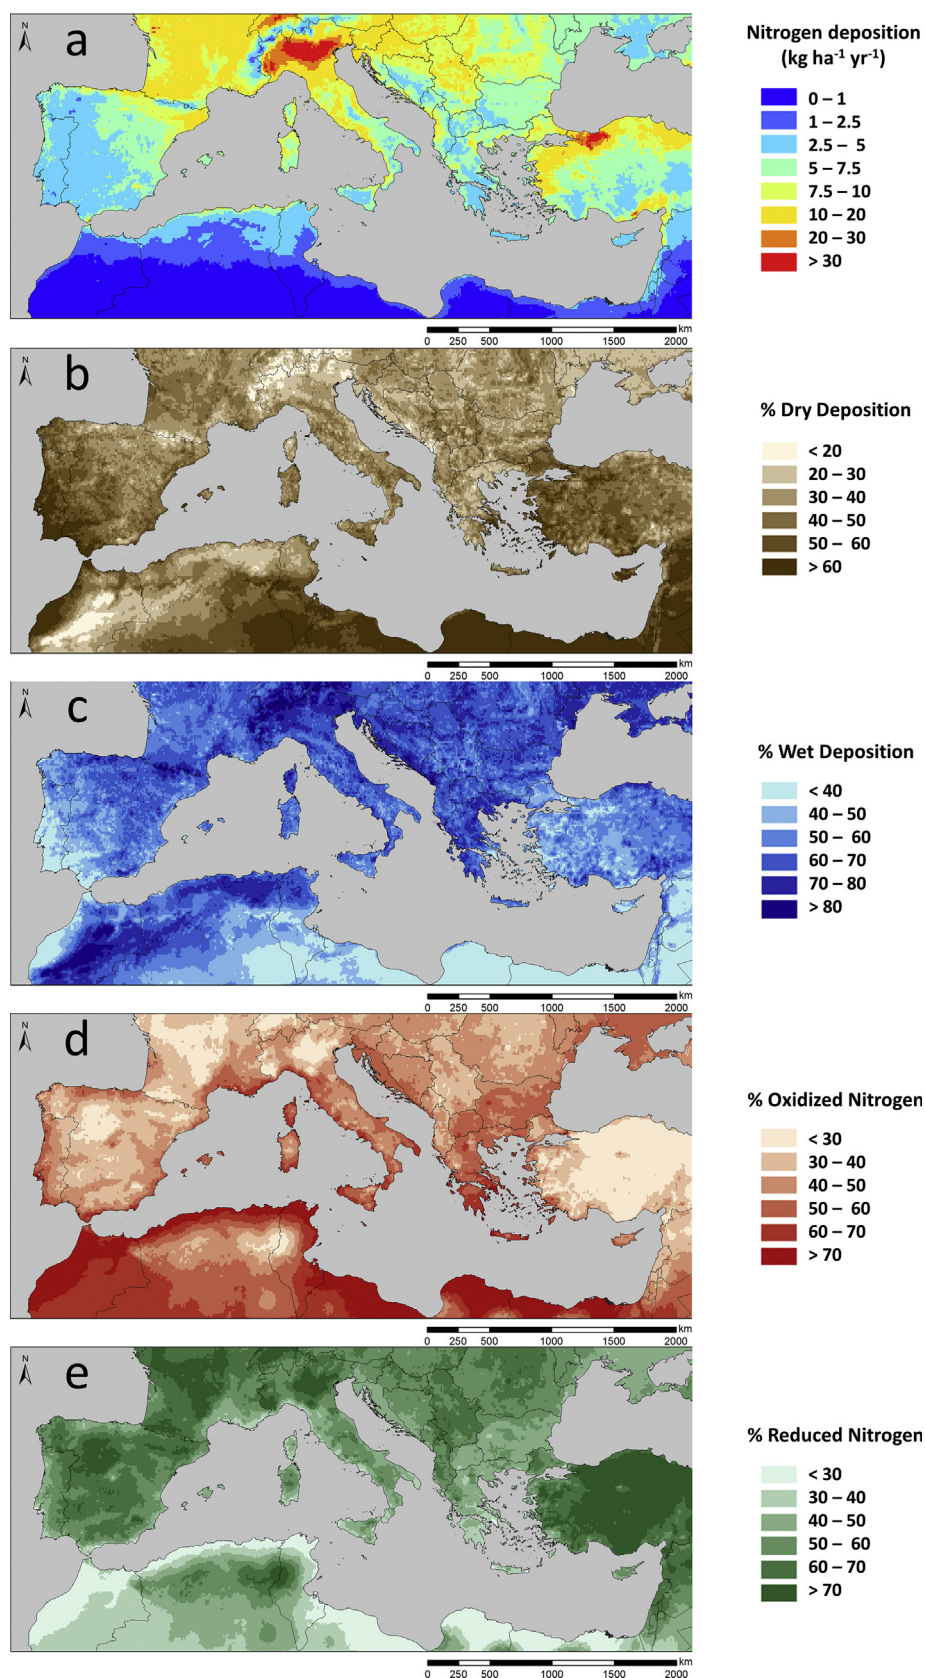 N
a
Nitrogen deposition
(kg ha⁻¹ yr⁻¹)
0 – 1
1 – 2.5
2.5 – 5
5 – 7.5
7.5 – 10
10 – 20
20 – 30
> 30
km
0 250 500 1000 1500 2000
N
b
% Dry Deposition
< 20
20 – 30
30 – 40
40 – 50
50 – 60
> 60
km
0 250 500 1000 1500 2000
N
c
% Wet Deposition
< 40
40 – 50
50 – 60
60 – 70
70 – 80
> 80
km
0 250 500 1000 1500 2000
N
d
% Oxidized Nitrogen
< 30
30 – 40
40 – 50
50 – 60
60 – 70
> 70
km
0 250 500 1000 1500 2000
N
e
% Reduced Nitrogen
< 30
30 – 40
40 – 50
50 – 60
60 – 70
> 70
km
0 250 500 1000 1500 2000